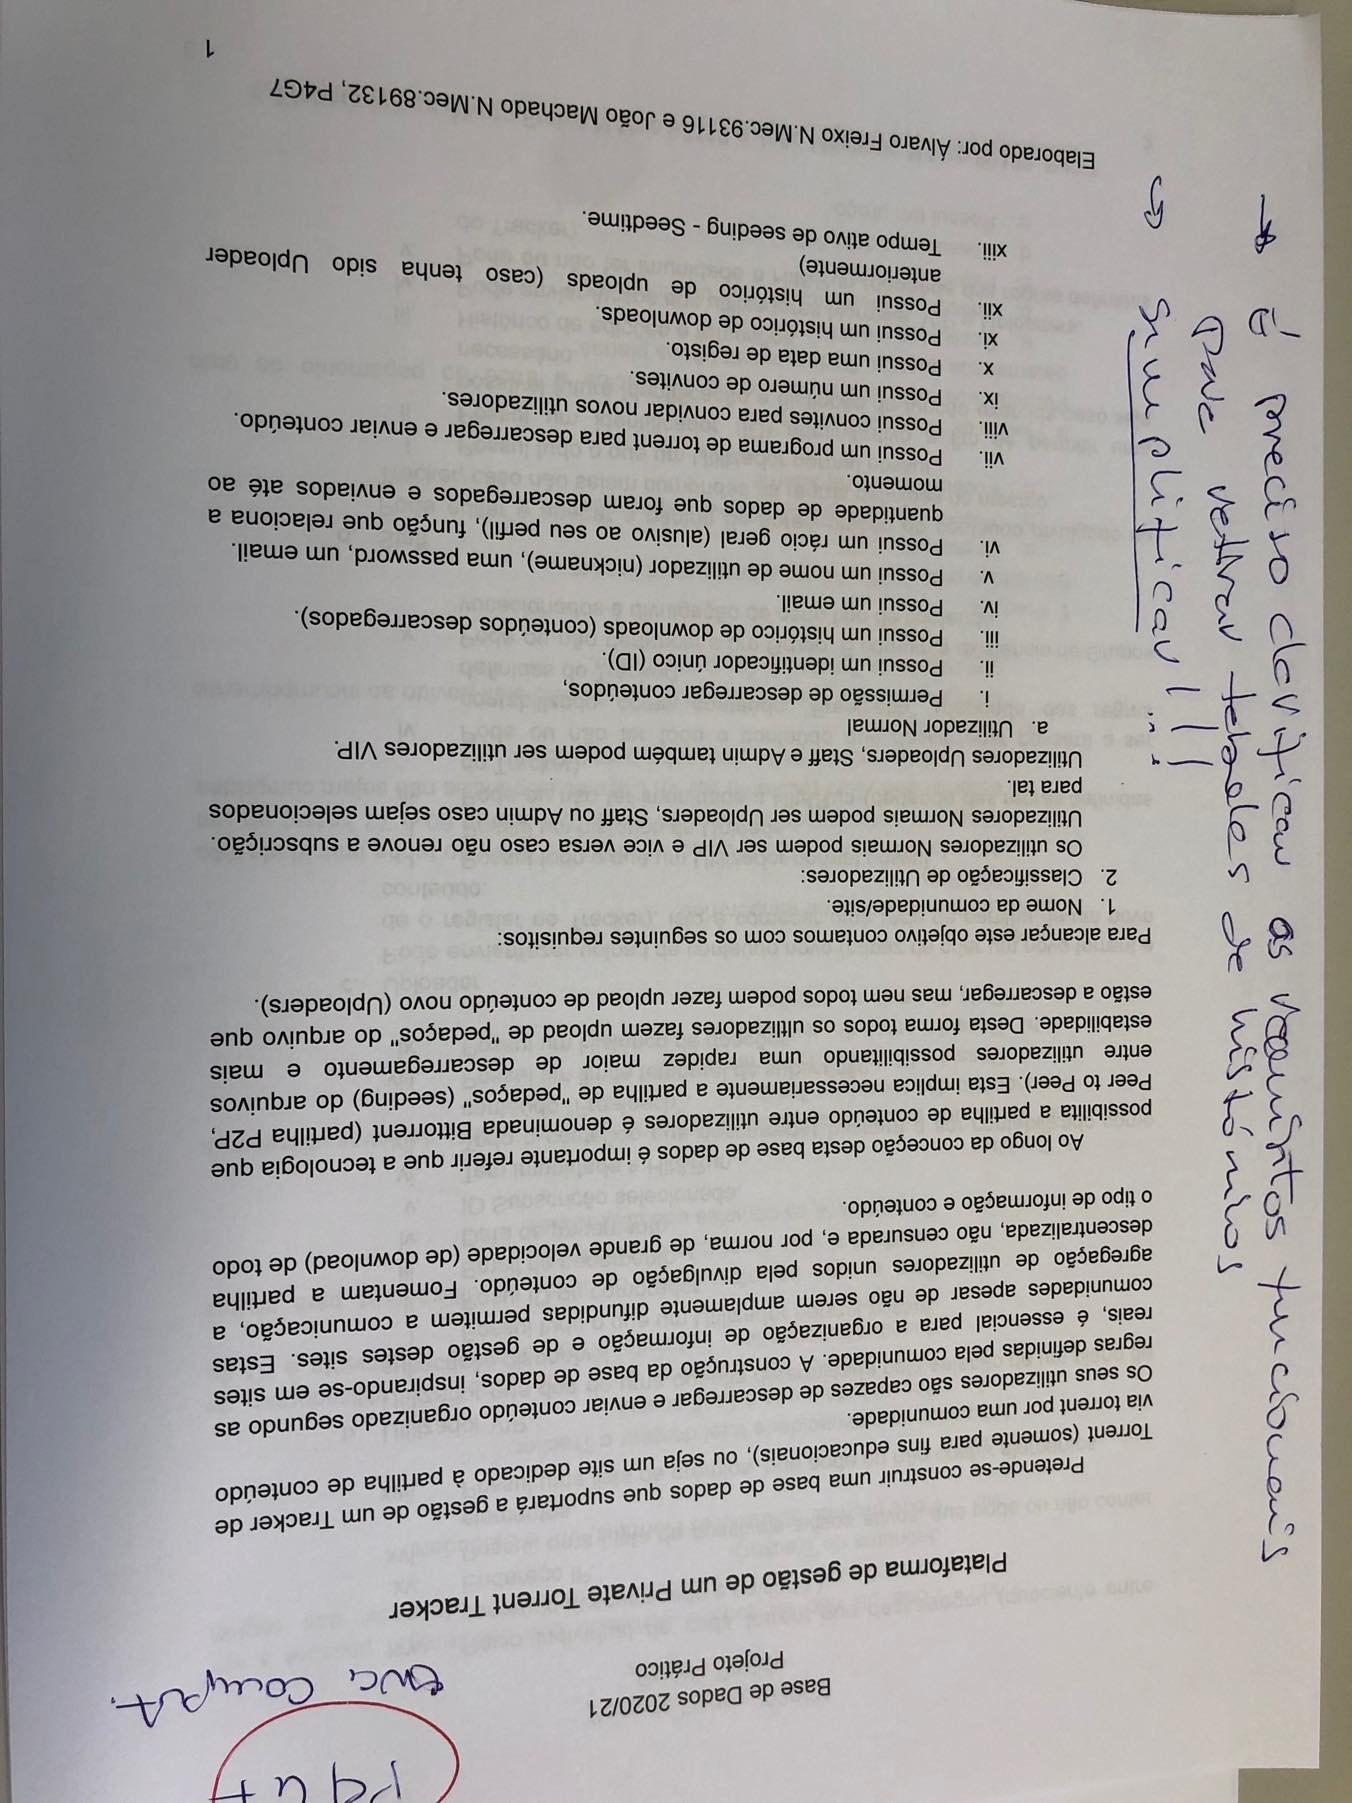 Base de Dados 2020/21
Projeto Prático
Plataforma de gestão de um Private Torrent Tracker
Pretende-se construir uma base de dados que suportará a gestão de um Tracker de
Torrent (somente para fins educacionais), ou seja um site dedicado à partilha de conteúdo
via torrent por uma comunidade.
Os seus utilizadores são capazes de descarregar e enviar conteúdo organizado segundo as
regras definidas pela comunidade. A construção da base de dados, inspirando-se em sites
reais, é essencial para a organização de informação e de gestão destes sites. Estas
comunidades apesar de não serem amplamente difundidas permitem a comunicação, a
agregação de utilizadores unidos pela divulgação de conteúdo. Fomentam a partilha
descentralizada, não censurada e, por norma, de grande velocidade (de download) de todo
o tipo de informação e conteúdo.
Ao longo da conceção desta base de dados é importante referir que a tecnologia que
possibilita a partilha de conteúdo entre utilizadores é denominada Bittorrent (partilha P2P,
Peer to Peer). Esta implica necessariamente a partilha de "pedaços" (seeding) do arquivos
entre utilizadores possibilitando uma rapidez maior de descarregamento e mais
estabilidade. Desta forma todos os ultilizadores fazem upload de "pedaços" do arquivo que
estão a descarregar, mas nem todos podem fazer upload de conteúdo novo (Uploaders).
Para alcançar este objetivo contamos com os seguintes requisitos:
1. Nome da comunidade/site.
2. Classificação de Utilizadores:
Os utilizadores Normais podem ser VIP e vice versa caso não renove a subscrição.
Utilizadores Normais podem ser Uploaders, Staff ou Admin caso sejam selecionados
para tal.
Utilizadores Uploaders, Staff e Admin também podem ser utilizadores VIP.
a. Utilizador Normal
i. Permissão de descarregar conteúdos,
ii. Possui um identificador único (ID).
iii. Possui um histórico de downloads (conteúdos descarregados).
iv. Possui um email.
v. Possui um nome de utilizador (nickname), uma password, um email.
vi. Possui um rácio geral (alusivo ao seu perfil), função que relaciona a
quantidade de dados que foram descarregados e enviados até ao
momento.
vii. Possui um programa de torrent para descarregar e enviar conteúdo.
viii. Possui convites para convidar novos utilizadores.
ix. Possui um número de convites.
x. Possui uma data de registo.
xi. Possui um histórico de downloads.
xii. Possui um histórico de uploads (caso tenha sido Uploader
anteriormente)
xiii. Tempo ativo de seeding - Seedtime.
Elaborado por: Álvaro Freixo N.Mec.93116 e João Machado N.Mec.89132, P4G7
1
→ É preciso clarificar os requisitos funcionais
para retirar tabelas de históricos
→ simplificar!!!